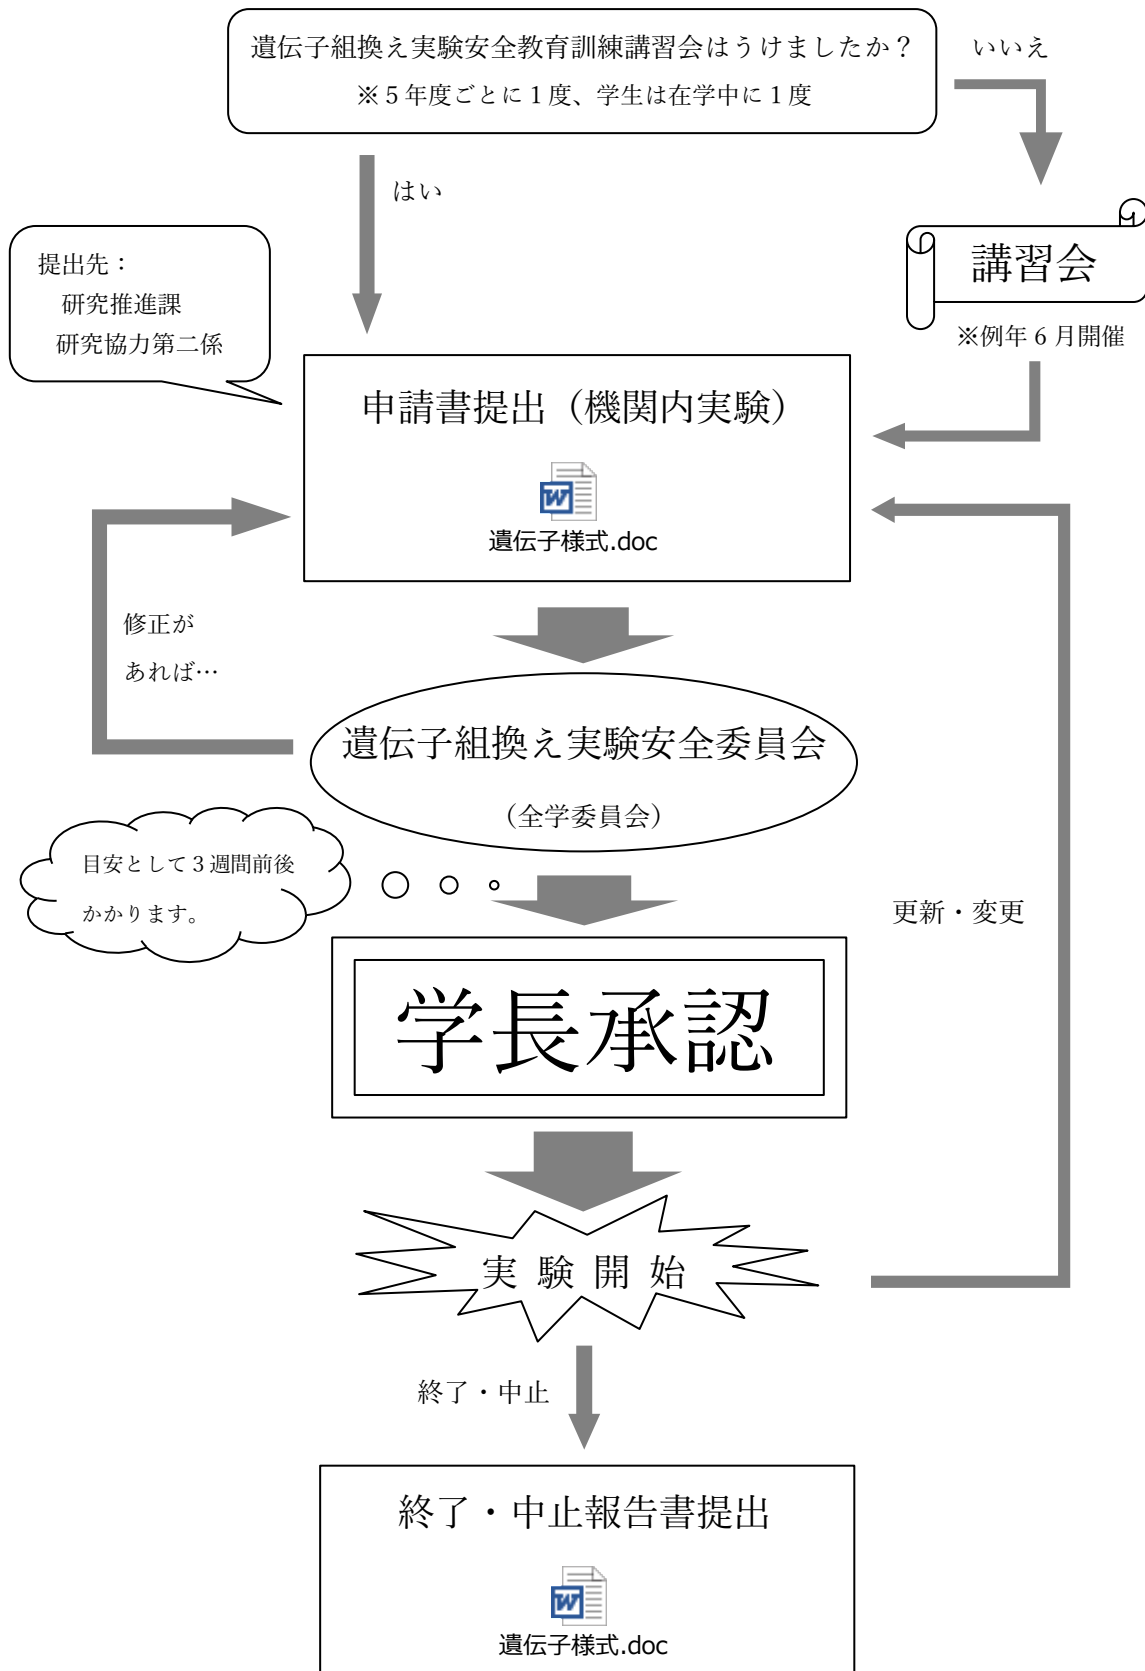 遺伝子組換え実験安全教育訓練講習会はうけましたか？
※５年度ごとに１度、学生は在学中に１度
いいえ
はい
提出先：
研究推進課
研究協力第二係
講習会
※例年 6 月開催
申請書提出（機関内実験）
遺伝子様式.doc
修正が
あれば…
遺伝子組換え実験安全委員会
（全学委員会）
目安として 3 週間前後
かかります。
更新・変更
学長承認
実 験 開 始
終了・中止
終了・中止報告書提出
遺伝子様式.doc